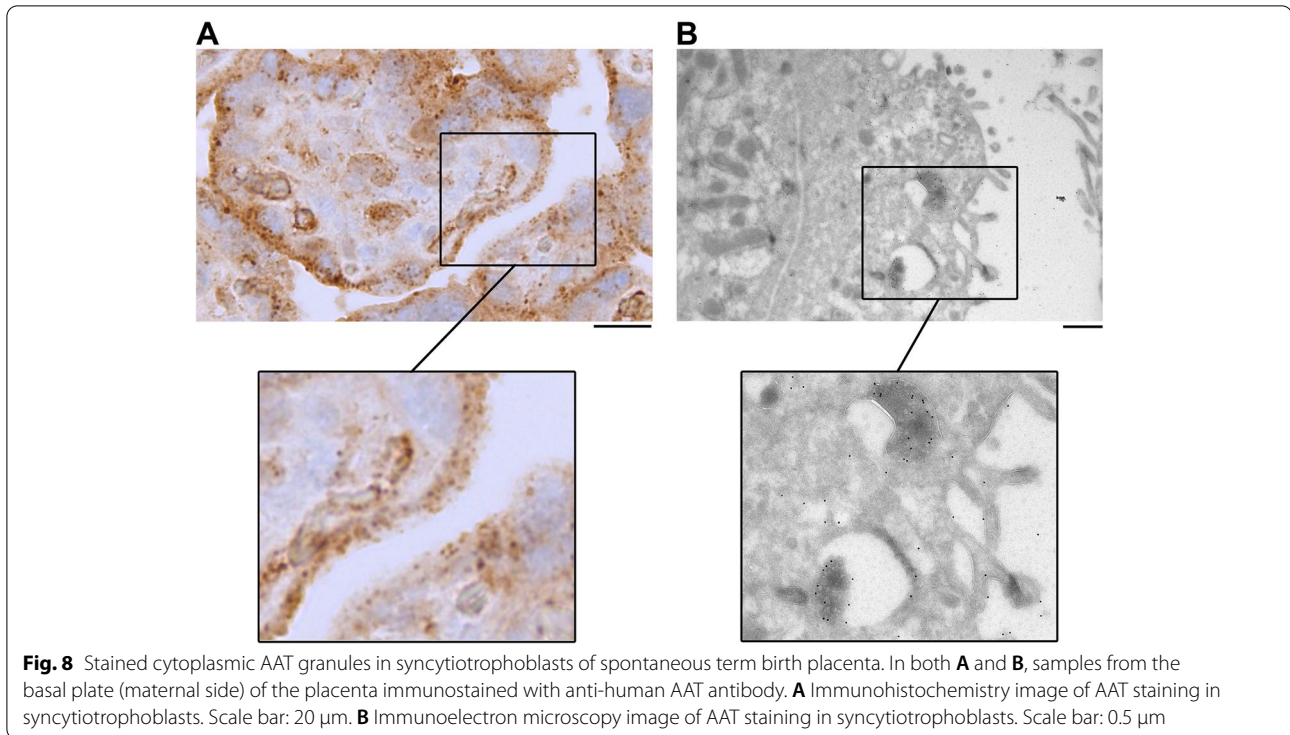 A
B
Fig. 8 Stained cytoplasmic AAT granules in syncytiotrophoblasts of spontaneous term birth placenta. In both A and B, samples from the
basal plate (maternal side) of the placenta immunostained with anti-human AAT antibody. A Immunohistochemistry image of AAT staining in
syncytiotrophoblasts. Scale bar: 20 µm. B Immunoelectron microscopy image of AAT staining in syncytiotrophoblasts. Scale bar: 0.5 µm